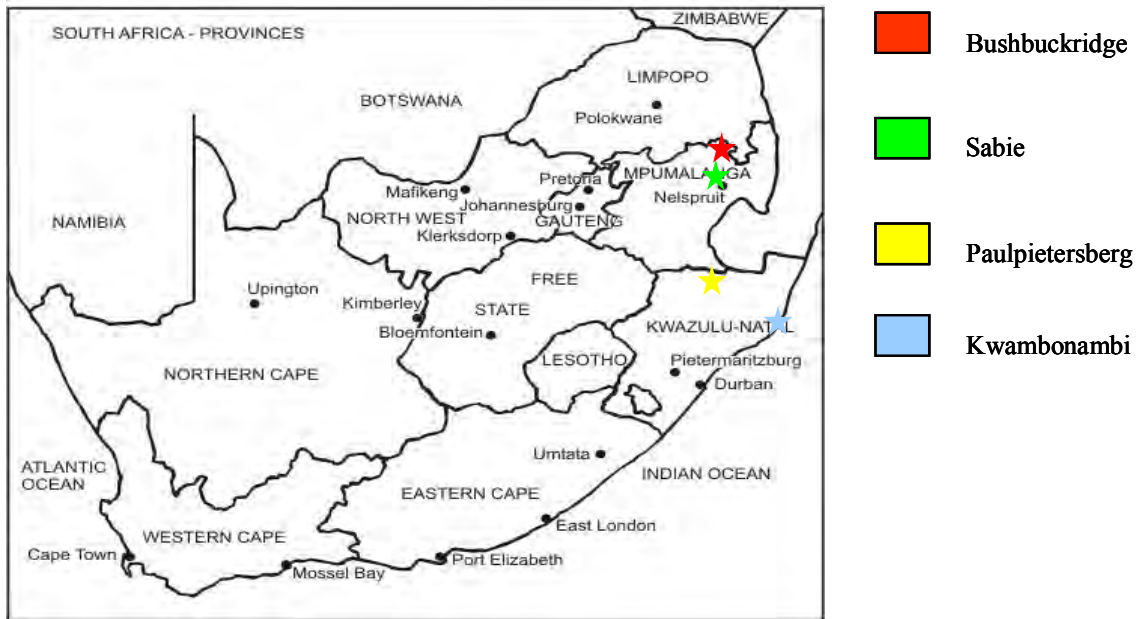 SOUTH AFRICA - PROVINCES
ZIMBABWE
LIMPOPO
BOTSWANA
Polokwane
MPUMALANGA
Pretoria
Mafikeng
Nelspruit
Johannesburg
NORTH WEST
GAUTENG
NAMIBIA
Klerksdorp
FREE
Upington
Kimberley
STATE
KWAZULU-NATAL
Bloemfontein
LESOTHO
Pietermaritzburg
NORTHERN CAPE
Durban
Umtata
ATLANTIC
OCEAN
INDIAN OCEAN
EASTERN CAPE
East London
WESTERN CAPE
Cape Town
Port Elizabeth
Mossel Bay
Bushbuckridge
Sabie
Paulpietersberg
Kwambonambi